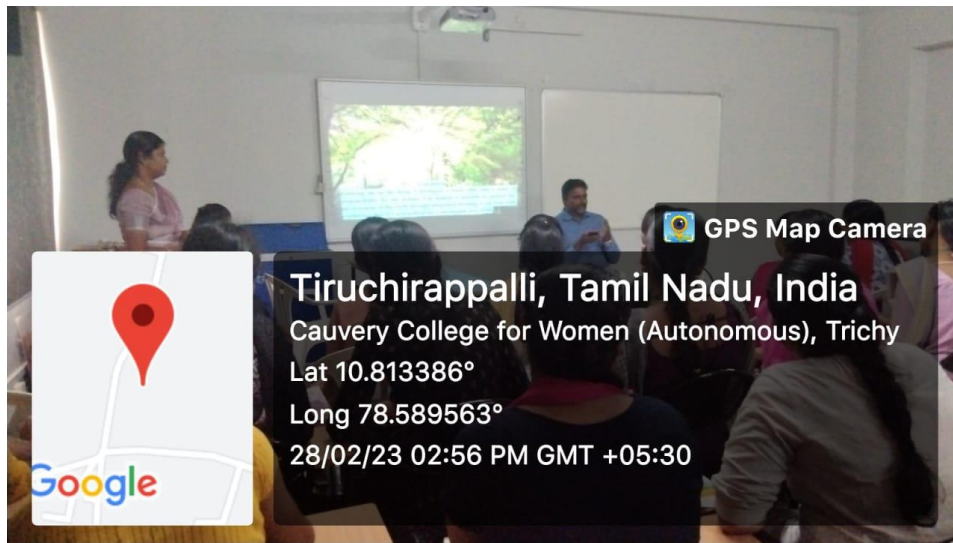 GPS Map Camera
Tiruchirappalli, Tamil Nadu, India
Cauvery College for Women (Autonomous), Trichy
Lat 10.813386°
Long 78.589563°
28/02/23 02:56 PM GMT +05:30
Google